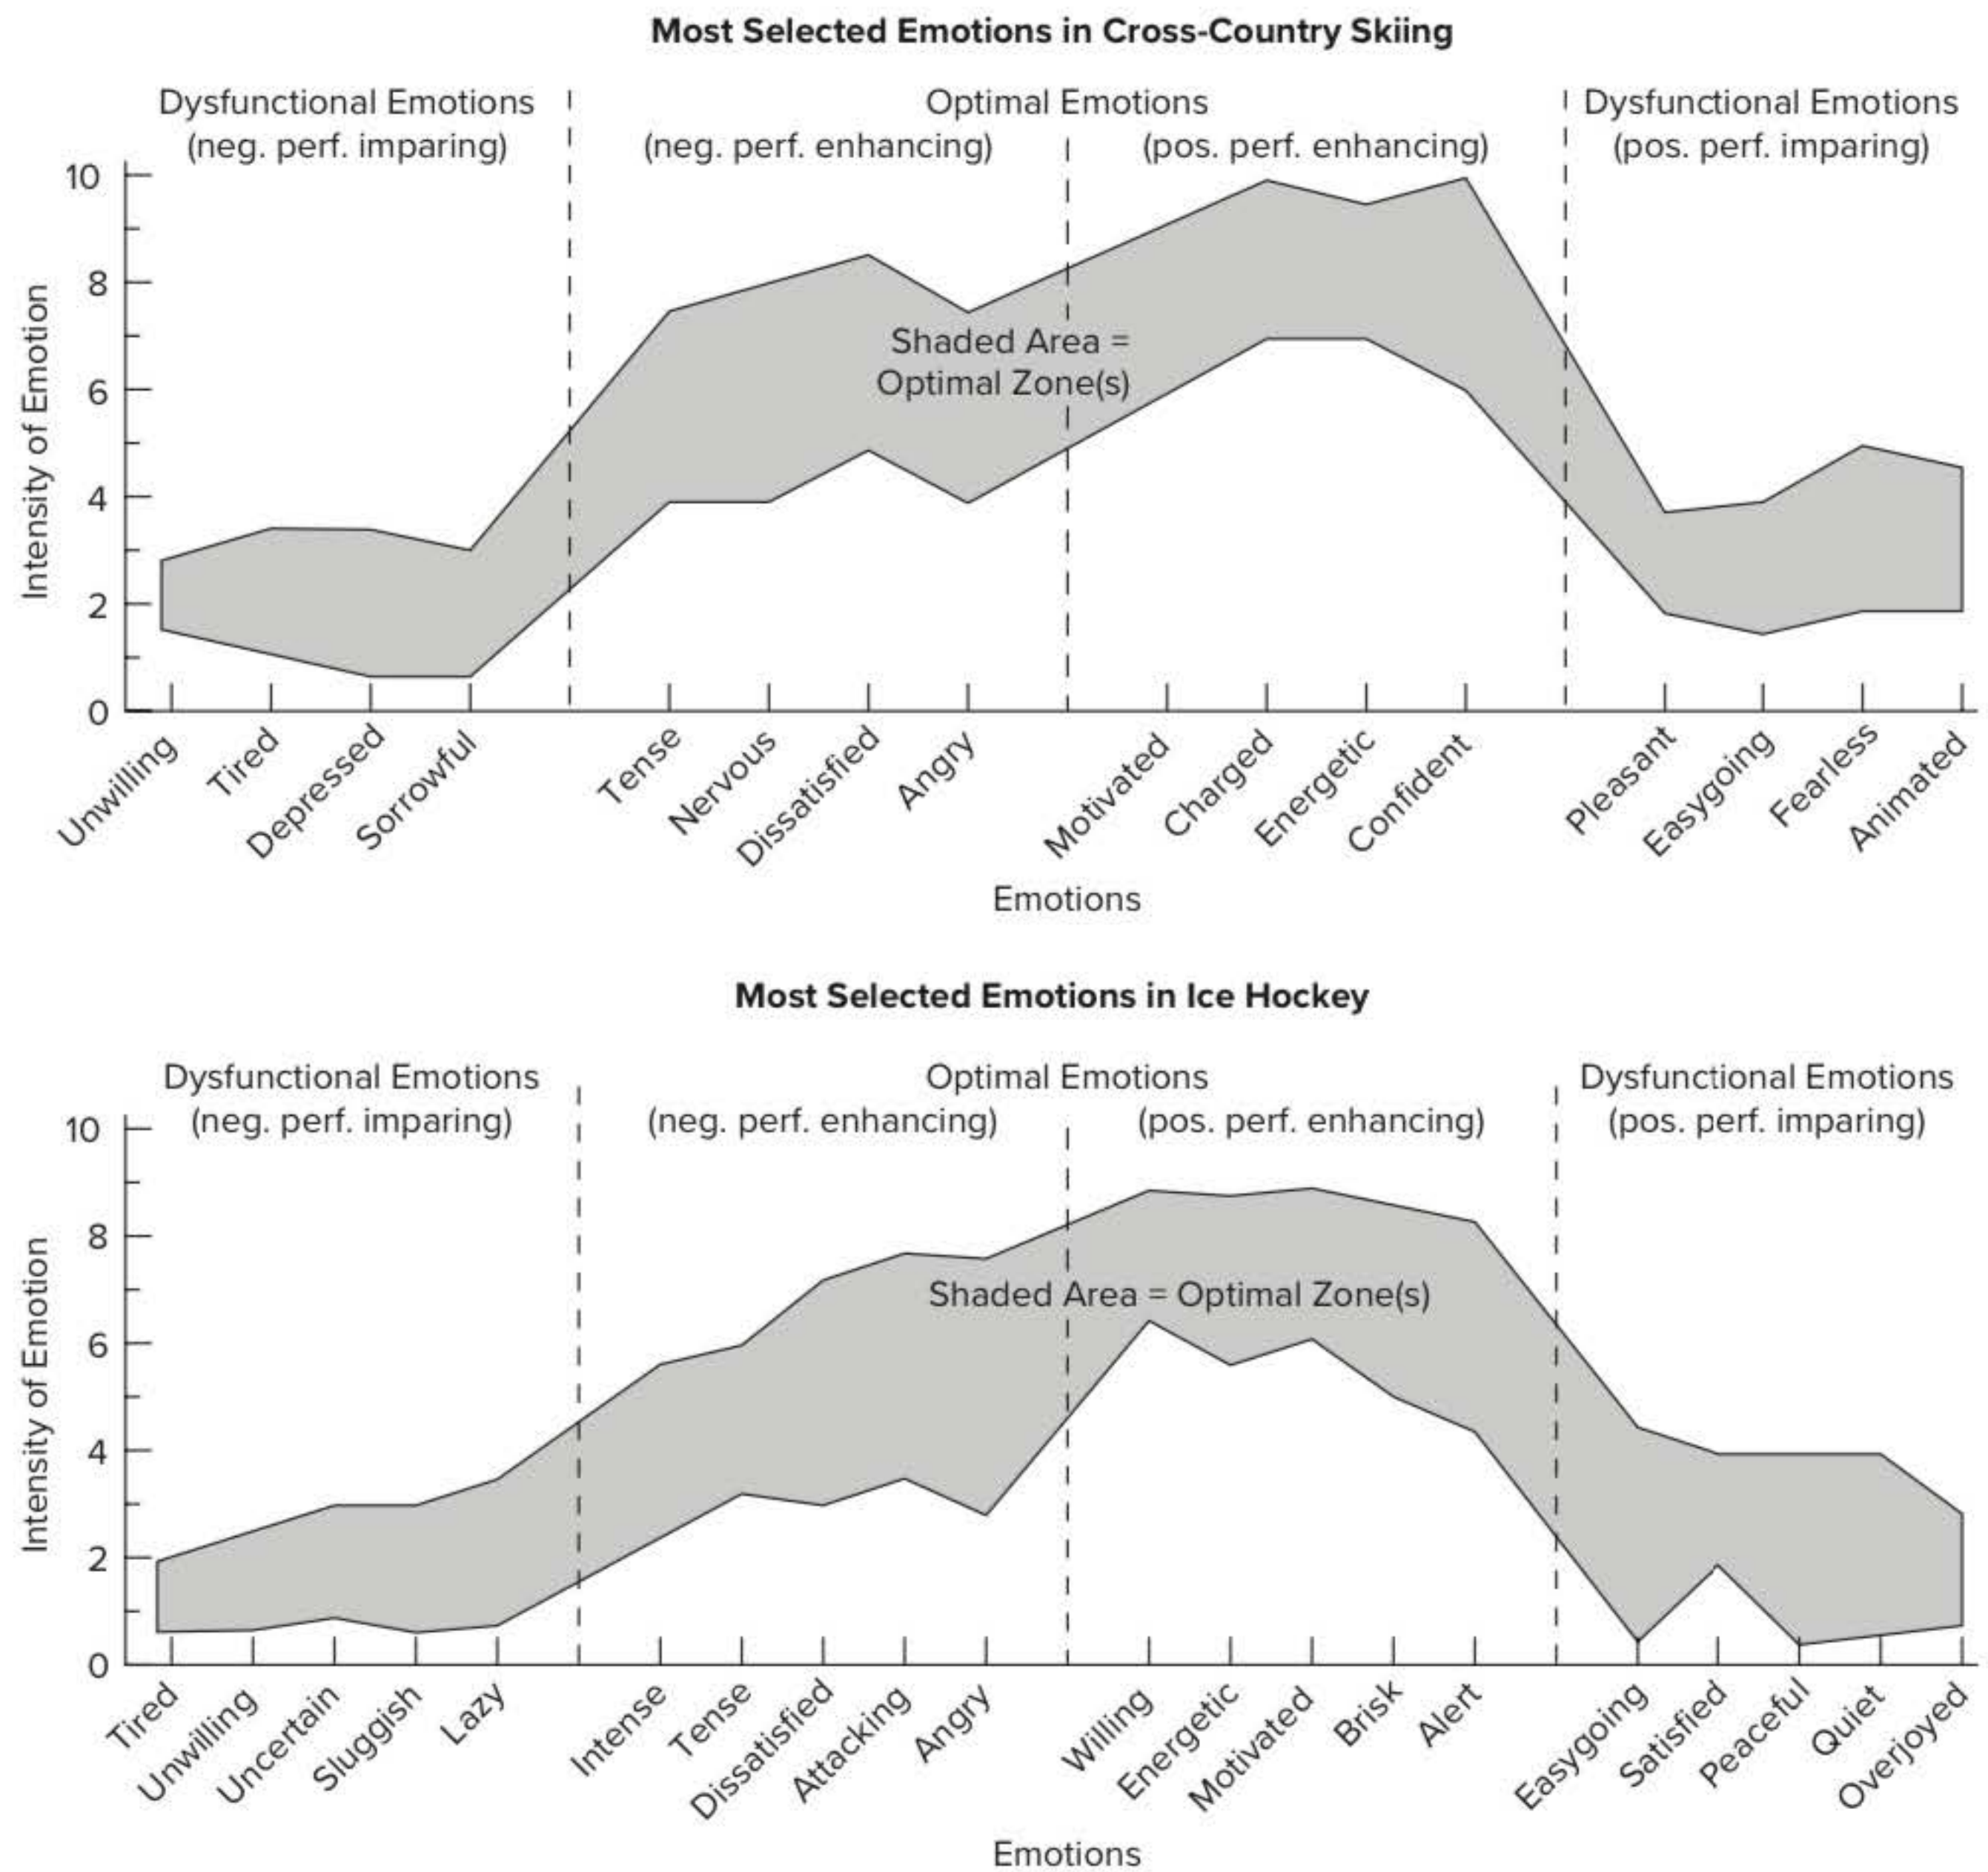 Most Selected Emotions in Cross-Country Skiing
Dysfunctional Emotions
(neg. perf. imparing)
Optimal Emotions
(neg. perf. enhancing)
(pos. perf. enhancing)
Dysfunctional Emotions
(pos. perf. imparing)
Intensity of Emotion
10
8
6
4
2
0
Shaded Area =
Optimal Zone(s)
Unwilling
Tired
Depressed
Sorrowful
Tense
Nervous
Dissatisfied
Angry
Motivated
Charged
Energetic
Confident
Pleasant
Easygoing
Fearless
Animated
Emotions
Most Selected Emotions in Ice Hockey
Dysfunctional Emotions
(neg. perf. imparing)
Optimal Emotions
(neg. perf. enhancing)
(pos. perf. enhancing)
Dysfunctional Emotions
(pos. perf. imparing)
Intensity of Emotion
10
8
6
4
2
0
Shaded Area = Optimal Zone(s)
Tired
Unwilling
Uncertain
Sluggish
Lazy
Intense
Tense
Dissatisfied
Attacking
Angry
Willing
Energetic
Motivated
Brisk
Alert
Easygoing
Satisfied
Peaceful
Quiet
Overjoyed
Emotions